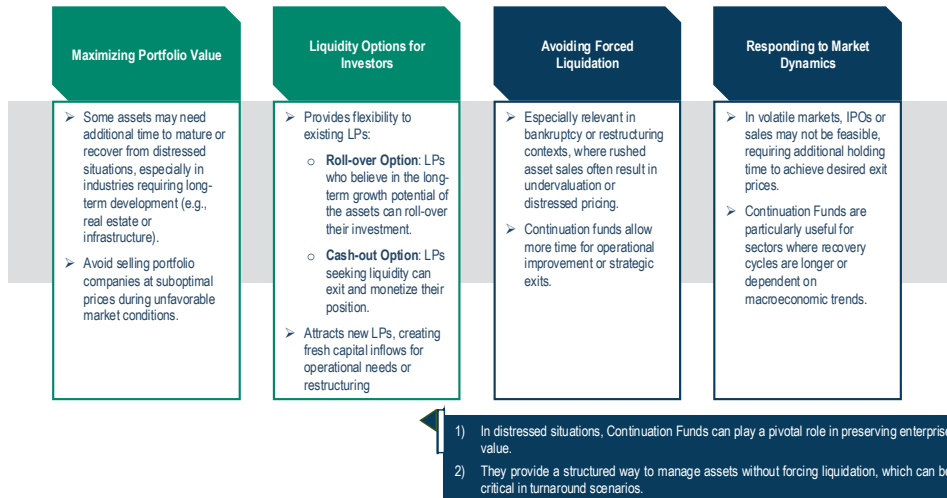 Maximizing Portfolio Value
➢ Some assets may need
additional time to mature or
recover from distressed
situations, especially in
industries requiring long-
term development (e.g.,
real estate or
infrastructure).
➢ Avoid selling portfolio
companies at suboptimal
prices during unfavorable
market conditions.
Liquidity Options for
Investors
➢ Provides flexibility to
existing LPs:
o Roll-over Option: LPs
who believe in the long-
term growth potential of
the assets can roll-over
their investment.
o Cash-out Option: LPs
seeking liquidity can
exit and monetize their
position.
➢ Attracts new LPs, creating
fresh capital inflows for
operational needs or
restructuring
Avoiding Forced
Liquidation
➢ Especially relevant in
bankruptcy or restructuring
contexts, where rushed
asset sales often result in
undervaluation or
distressed pricing.
➢ Continuation funds allow
more time for operational
improvement or strategic
exits.
Responding to Market
Dynamics
➢ In volatile markets, IPOs or
sales may not be feasible,
requiring additional holding
time to achieve desired exit
prices.
➢ Continuation Funds are
particularly useful for
sectors where recovery
cycles are longer or
dependent on
macroeconomic trends.
1) In distressed situations, Continuation Funds can play a pivotal role in preserving enterprise
value.
2) They provide a structured way to manage assets without forcing liquidation, which can be
critical in turnaround scenarios.